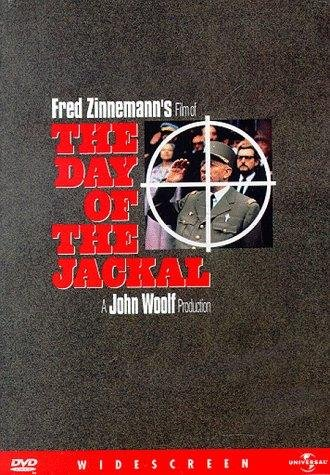 Fred Zinnemann's Film of
THE
DAY
OF
THE
JACKAL
A John Woolf Production
DVD WIDESCREEN UNIVERSAL